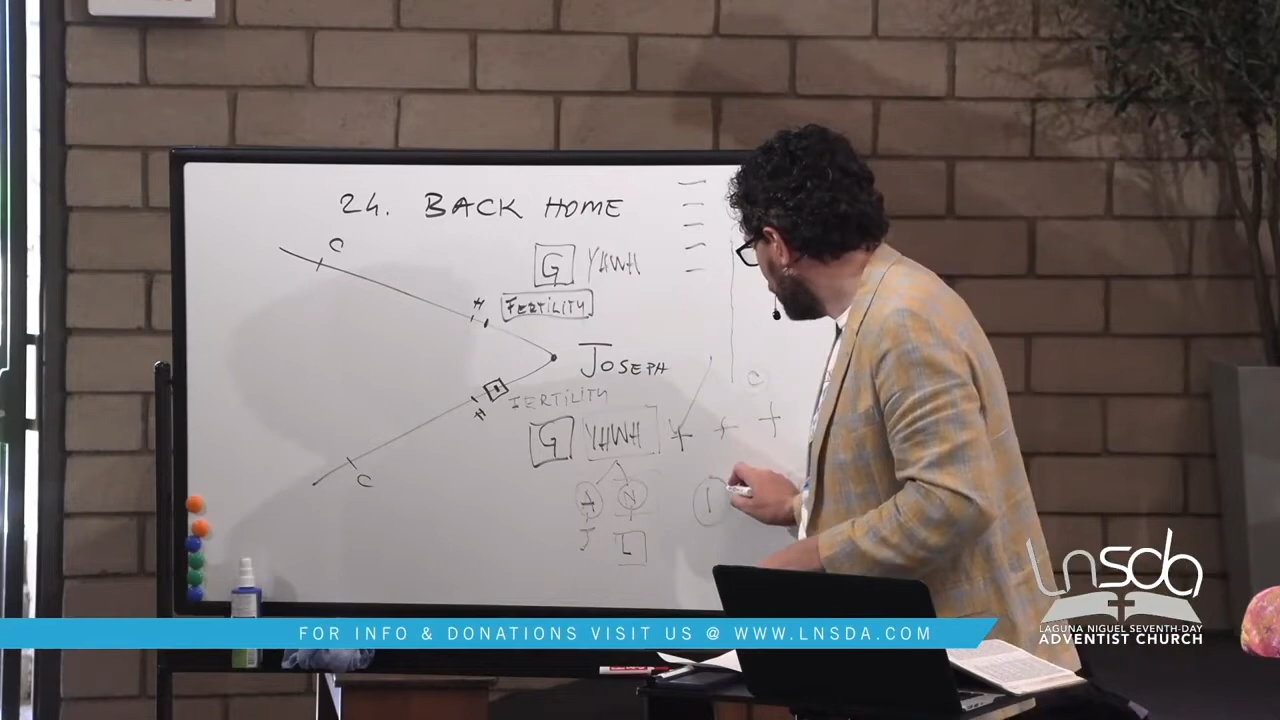 24. BACK HOME
C
G YHWH
H
FERTILITY
JOSEPH
FERTILITY
H
G YHWH
C
C
A N
J L
I
FOR INFO & DONATIONS VISIT US @ WWW.LNSDA.COM
LNSDA
LAGUNA NIGUEL SEVENTH-DAY
ADVENTIST CHURCH